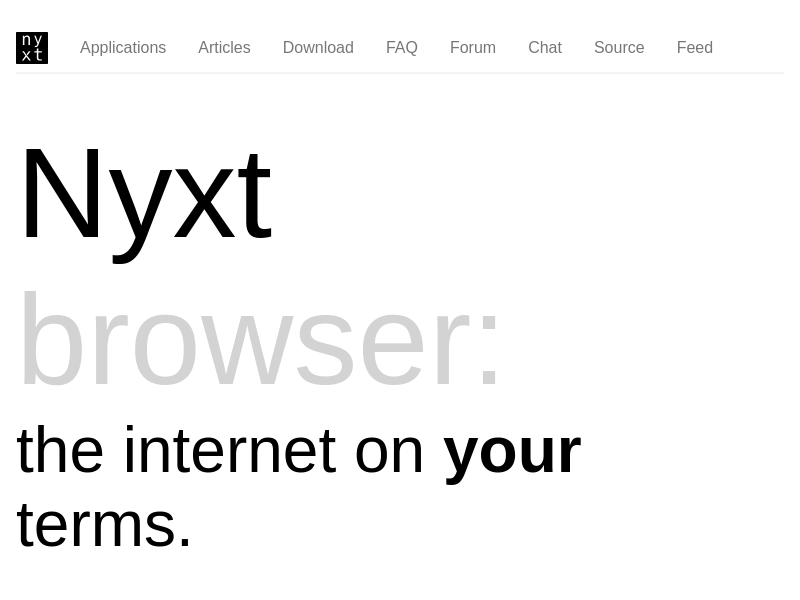 ny
xt
Applications Articles Download FAQ Forum Chat Source Feed
Nyxt
browser:
the internet on your
terms.